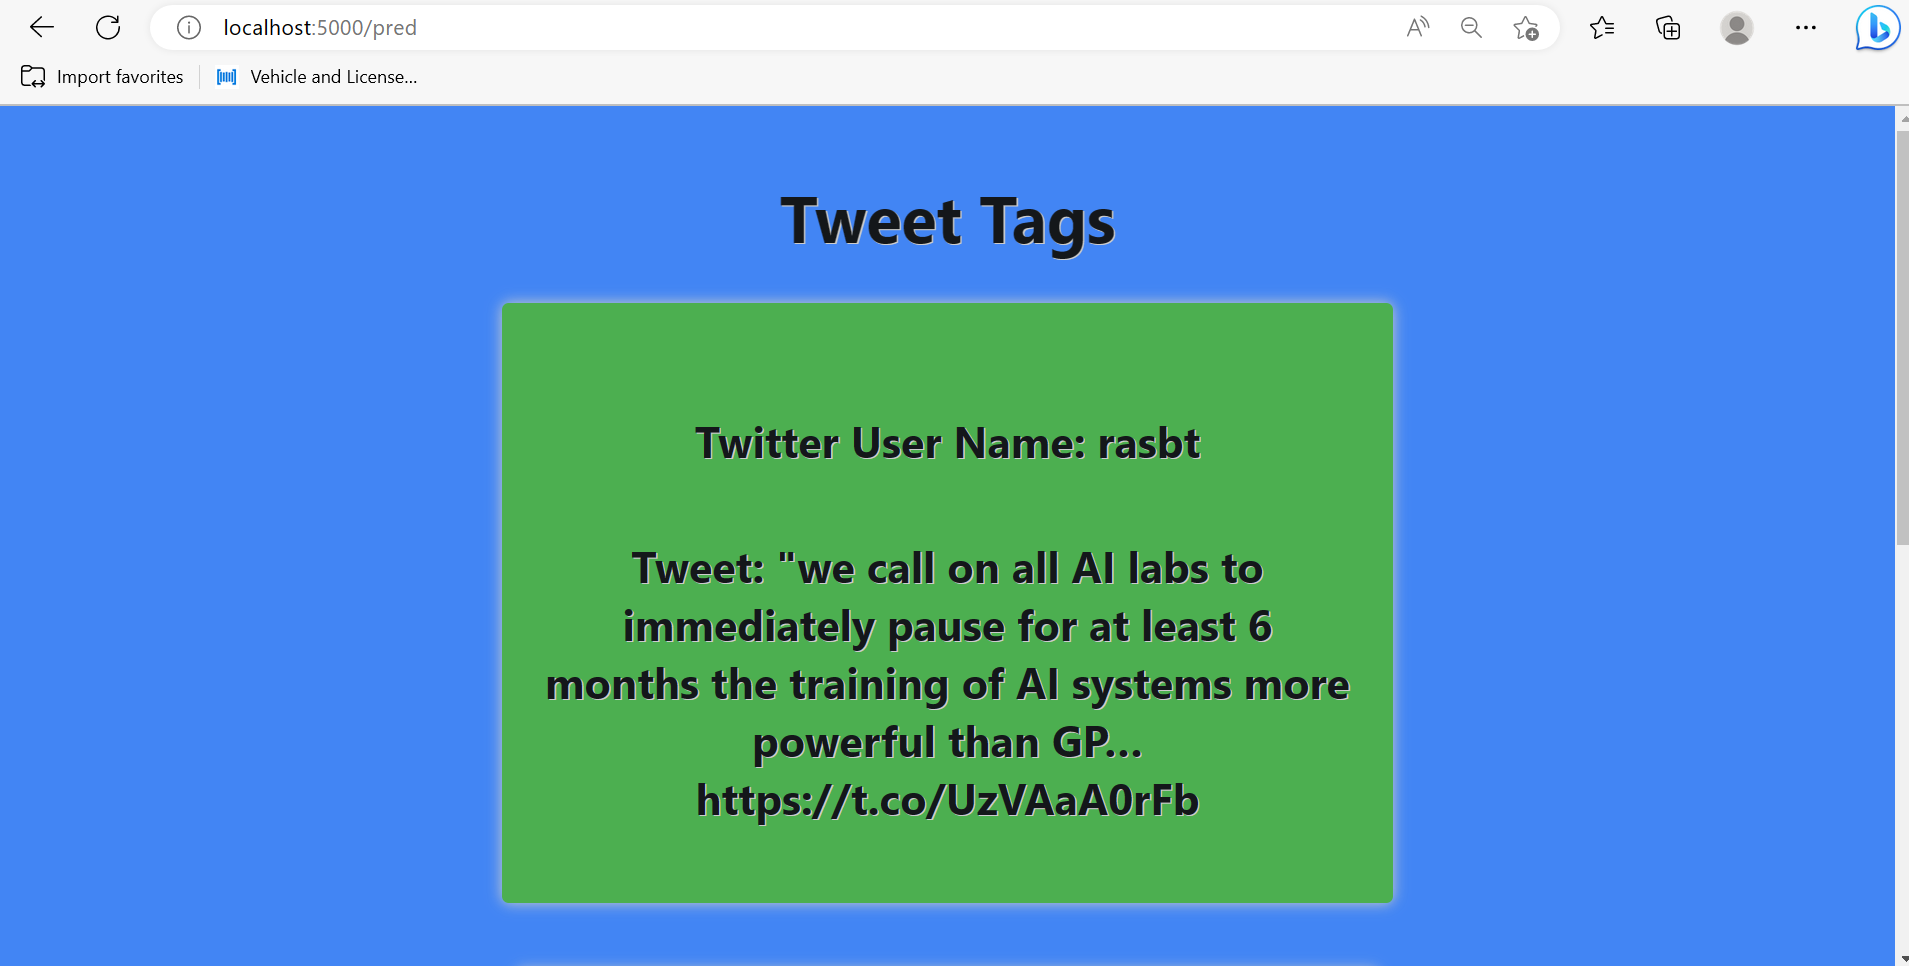 localhost:5000/pred
Import favorites
Vehicle and License...
Tweet Tags
Twitter User Name: rasbt
Tweet: "we call on all AI labs to
immediately pause for at least 6
months the training of AI systems more
powerful than GP...
https://t.co/UzVAaA0rFb